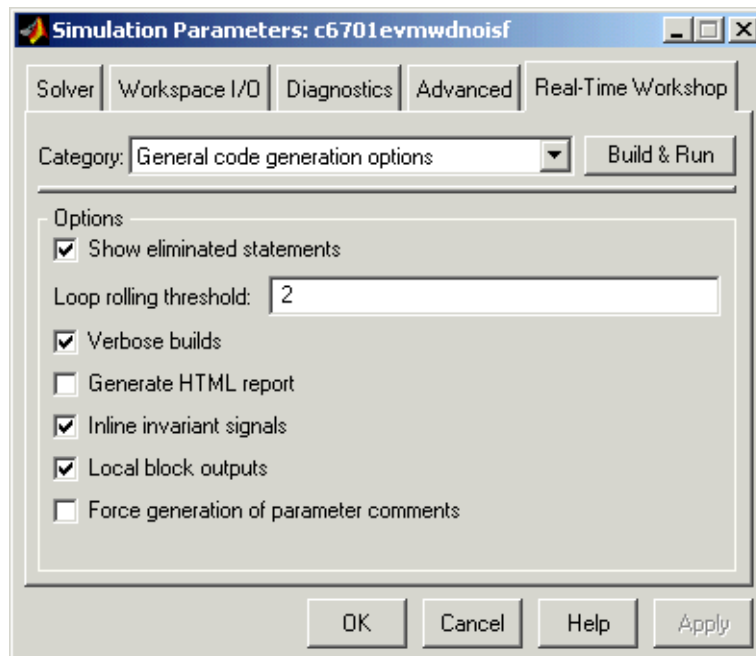 Simulation Parameters: c6701evmwdnoisf
Solver Workspace I/O Diagnostics Advanced Real-Time Workshop
Category: General code generation options Build & Run
Options
Show eliminated statements
Loop rolling threshold: 2
Verbose builds
Generate HTML report
Inline invariant signals
Local block outputs
Force generation of parameter comments
OK Cancel Help Apply